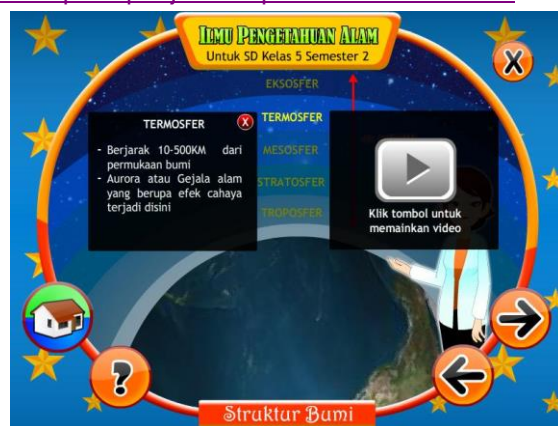 ILMU PENGETAHUAN ALAM
Untuk SD Kelas 5 Semester 2
X
EKSOSFER
TERMOSFER
MESOSFER
STRATOSFER
TROPOSFER
TERMOSFER
X
- Berjarak 10-500KM dari
permukaan bumi
- Aurora atau Gejala alam
yang berupa efek cahaya
terjadi disini
Klik tombol untuk
memainkan video
?
Struktur Bumi